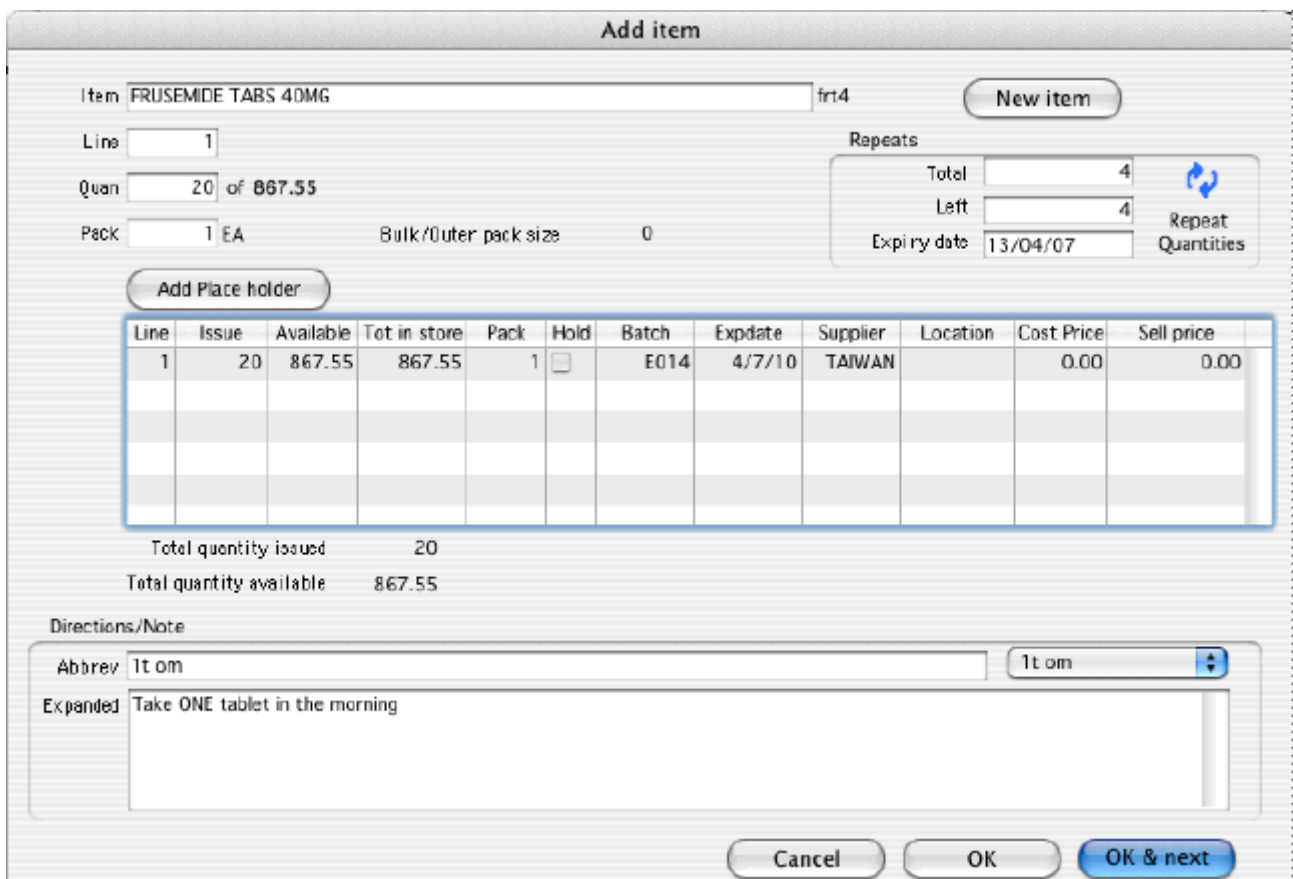 Add item
Item FRUSEMIDE TABS 40MG frt4 New item
Line 1 Repeats
Quan 20 of 867.55 Total 4
Left 4 Repeat Quantities
Pack 1 EA Bulk/Outer pack size 0 Expiry date 13/04/07
Add Place holder
Line Issue Available Tot in store Pack Hold Batch Expdate Supplier Location Cost Price Sell price
1 20 867.55 867.55 1 E014 4/7/10 TAIWAN 0.00 0.00
Total quantity issued 20
Total quantity available 867.55
Directions/Note
Abbrev 1t om 1t om
Expanded Take ONE tablet in the morning
Cancel OK OK & next